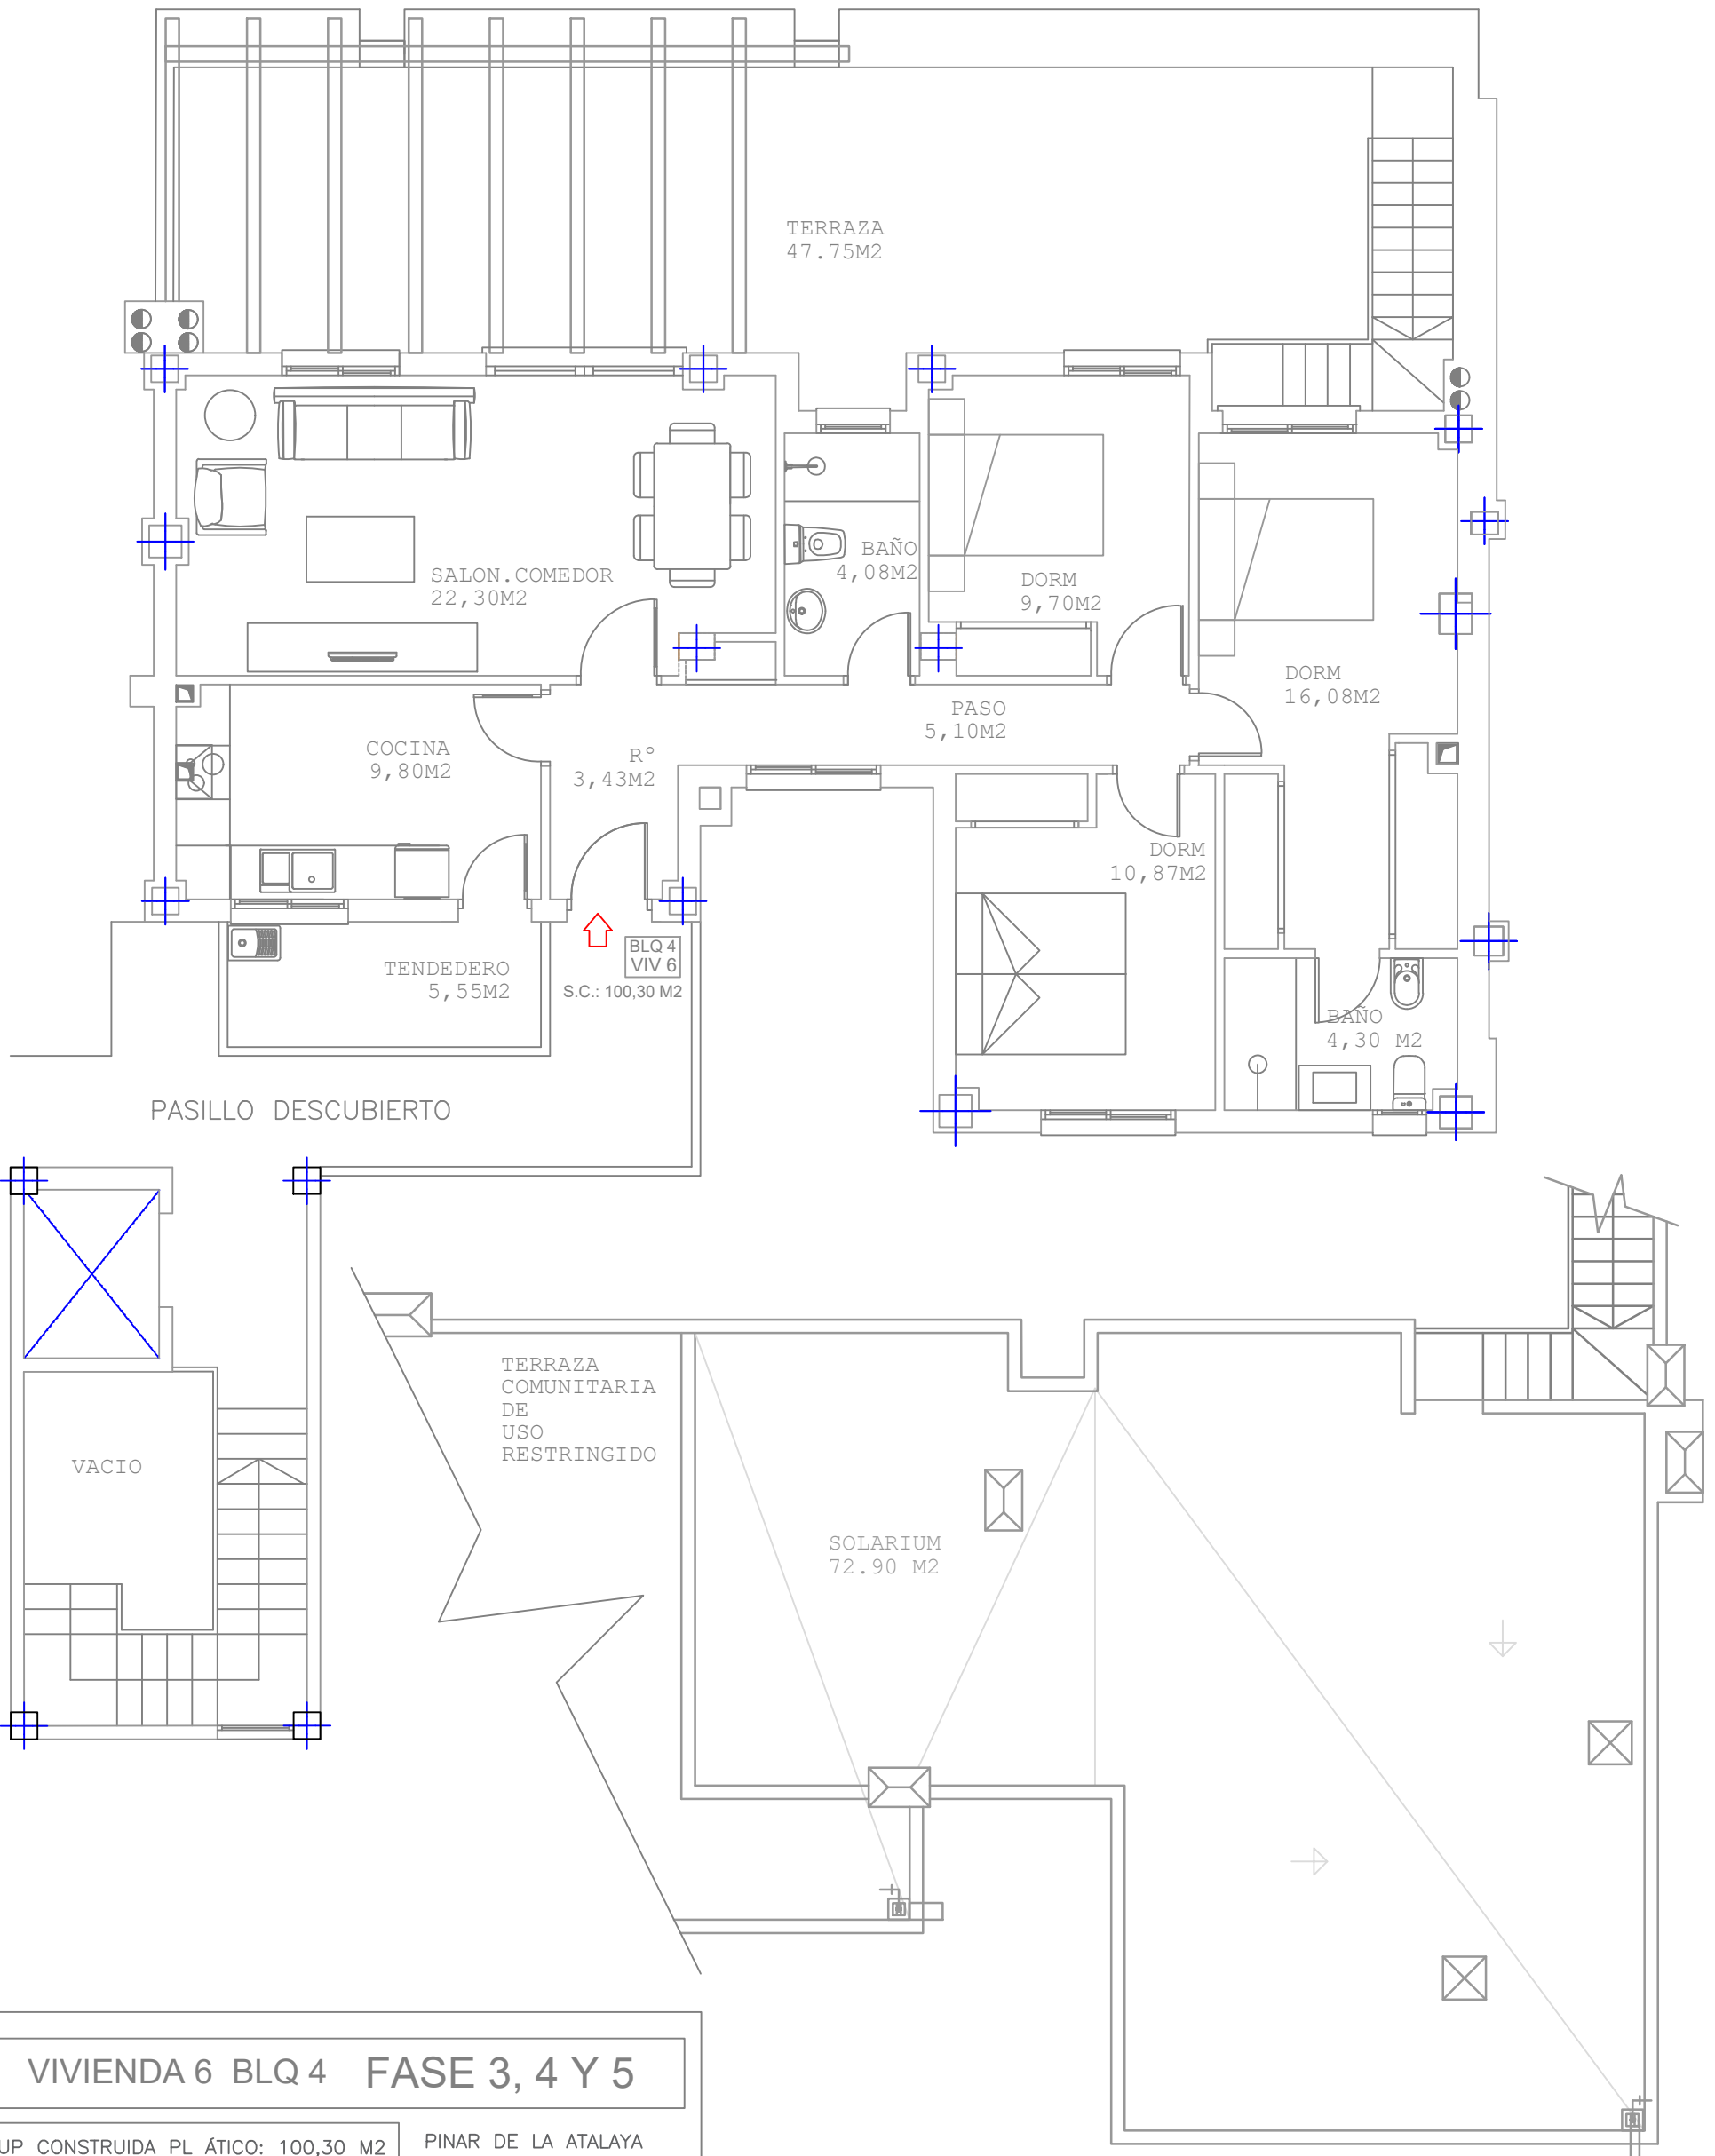 TERRAZA
47.75M2
BAÑO
4,08M2
SALON.COMEDOR
22,30M2
DORM
9,70M2
DORM
16,08M2
PASO
5,10M2
COCINA
9,80M2
R°
3,43M2
DORM
10,87M2
BLQ 4
VIV 6
S.C.: 100,30 M2
TENDEDERO
5,55M2
BAÑO
4,30 M2
PASILLO DESCUBIERTO
TERRAZA
COMUNITARIA
DE
USO
RESTRINGIDO
VACIO
SOLARIUM
72.90 M2
VIVIENDA 6 BLQ 4 FASE 3, 4 Y 5
UP CONSTRUIDA PL ÁTICO: 100,30 M2
PINAR DE LA ATALAYA